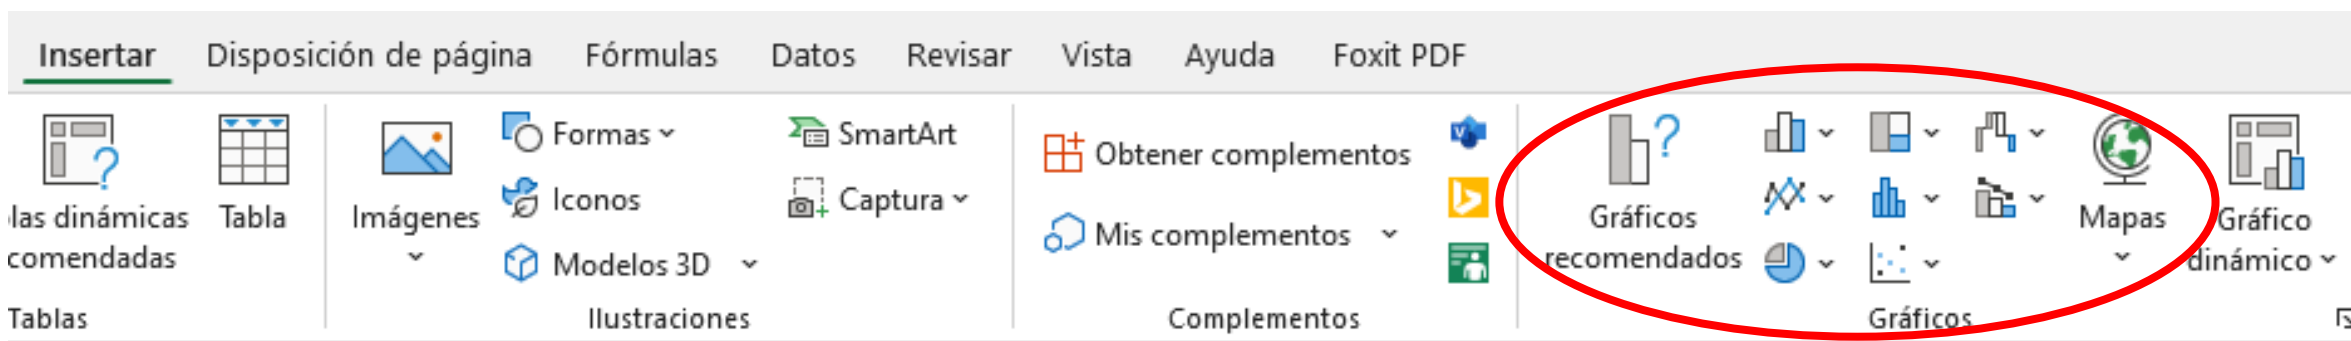 Insertar Disposición de página Fórmulas Datos Revisar Vista Ayuda Foxit PDF
las dinámicas
comendadas
Tabla
Tablas
Imágenes
Formas
Iconos
Modelos 3D
SmartArt
Captura
Ilustraciones
Obtener complementos
Mis complementos
Complementos
Gráficos
recomendados
Mapas
Gráficos
Gráfico
dinámico